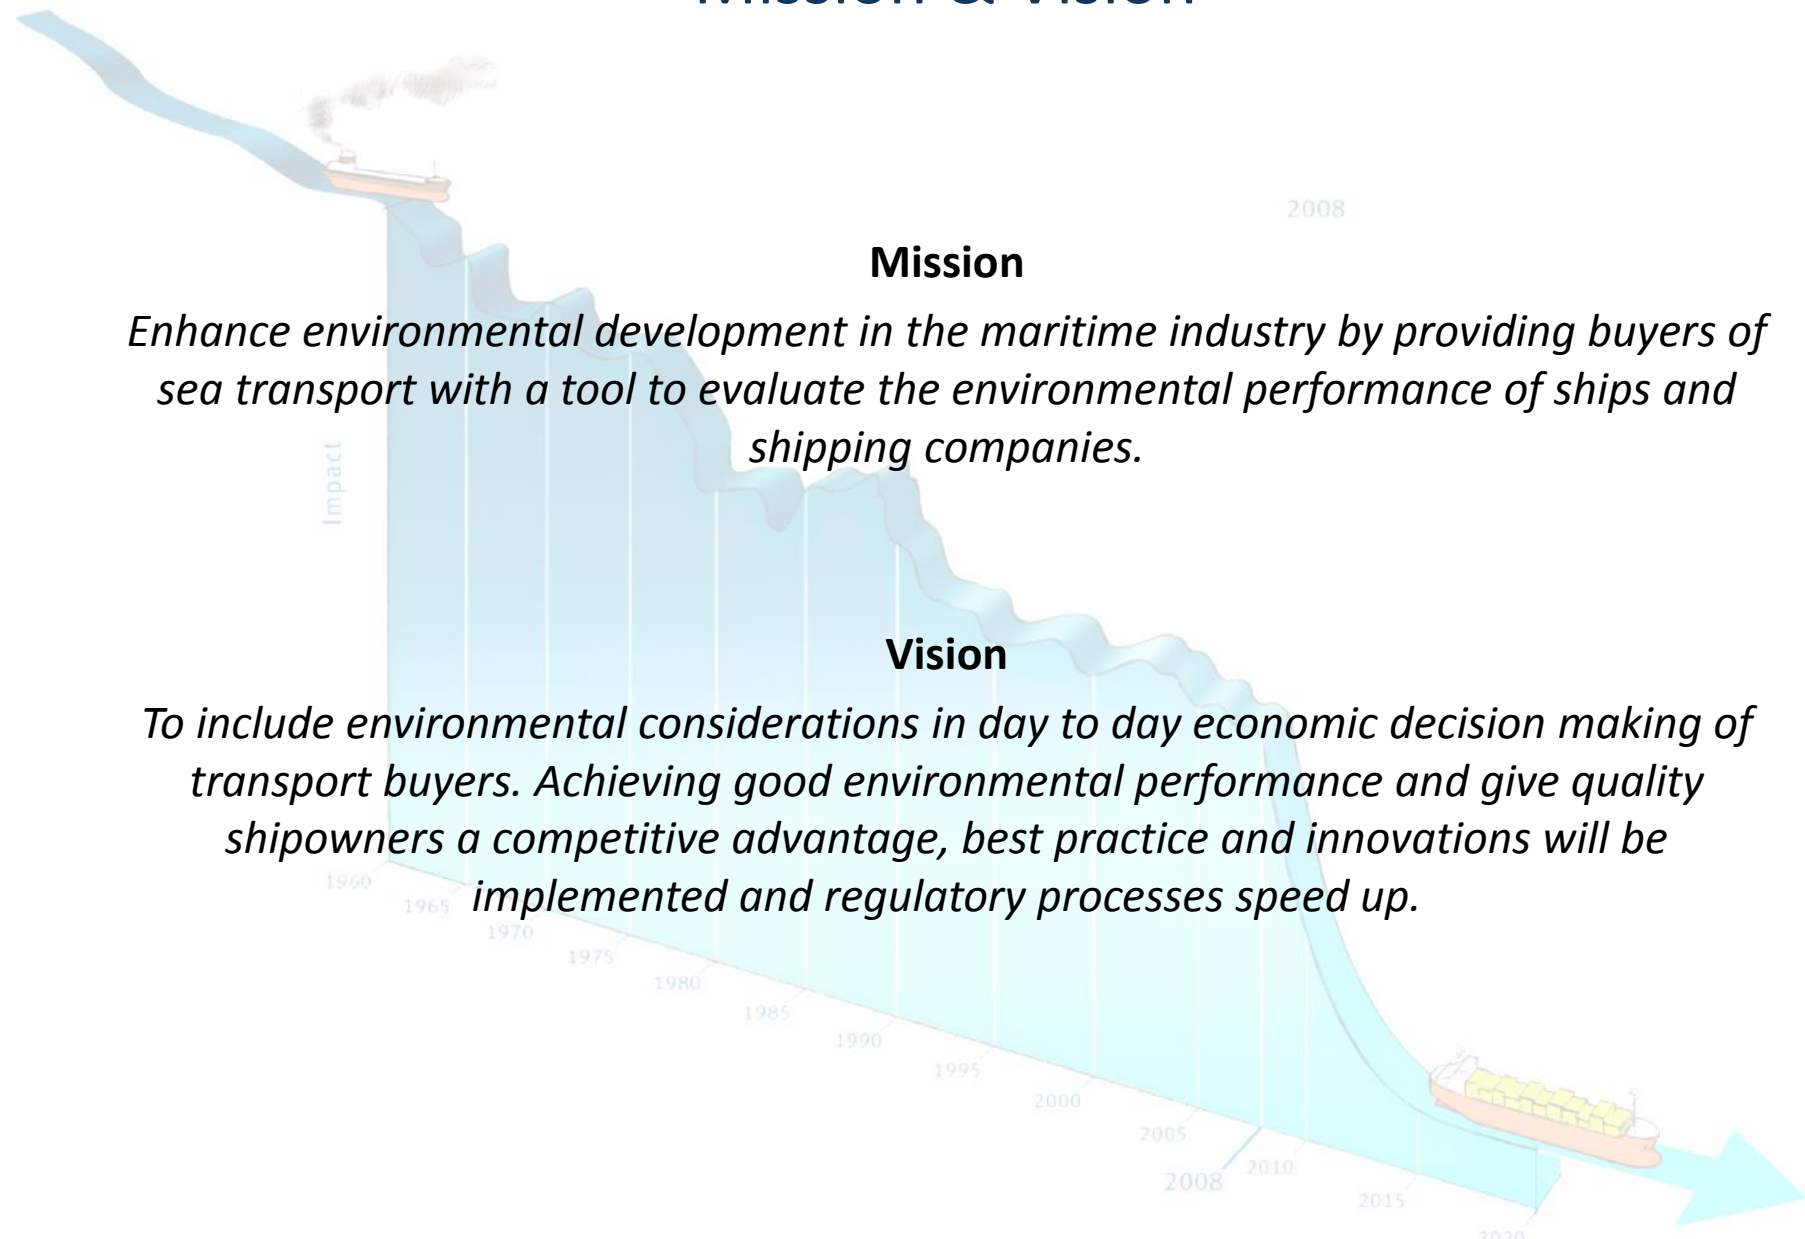 Mission & Vision
2008
Mission
Enhance environmental development in the maritime industry by providing buyers of
sea transport with a tool to evaluate the environmental performance of ships and
shipping companies.
Impact
Vision
To include environmental considerations in day to day economic decision making of
transport buyers. Achieving good environmental performance and give quality
shipowners a competitive advantage, best practice and innovations will be
implemented and regulatory processes speed up.
1960
1965
1970
1975
1980
1985
1990
1995
2000
2005
2008
2010
2015
2020